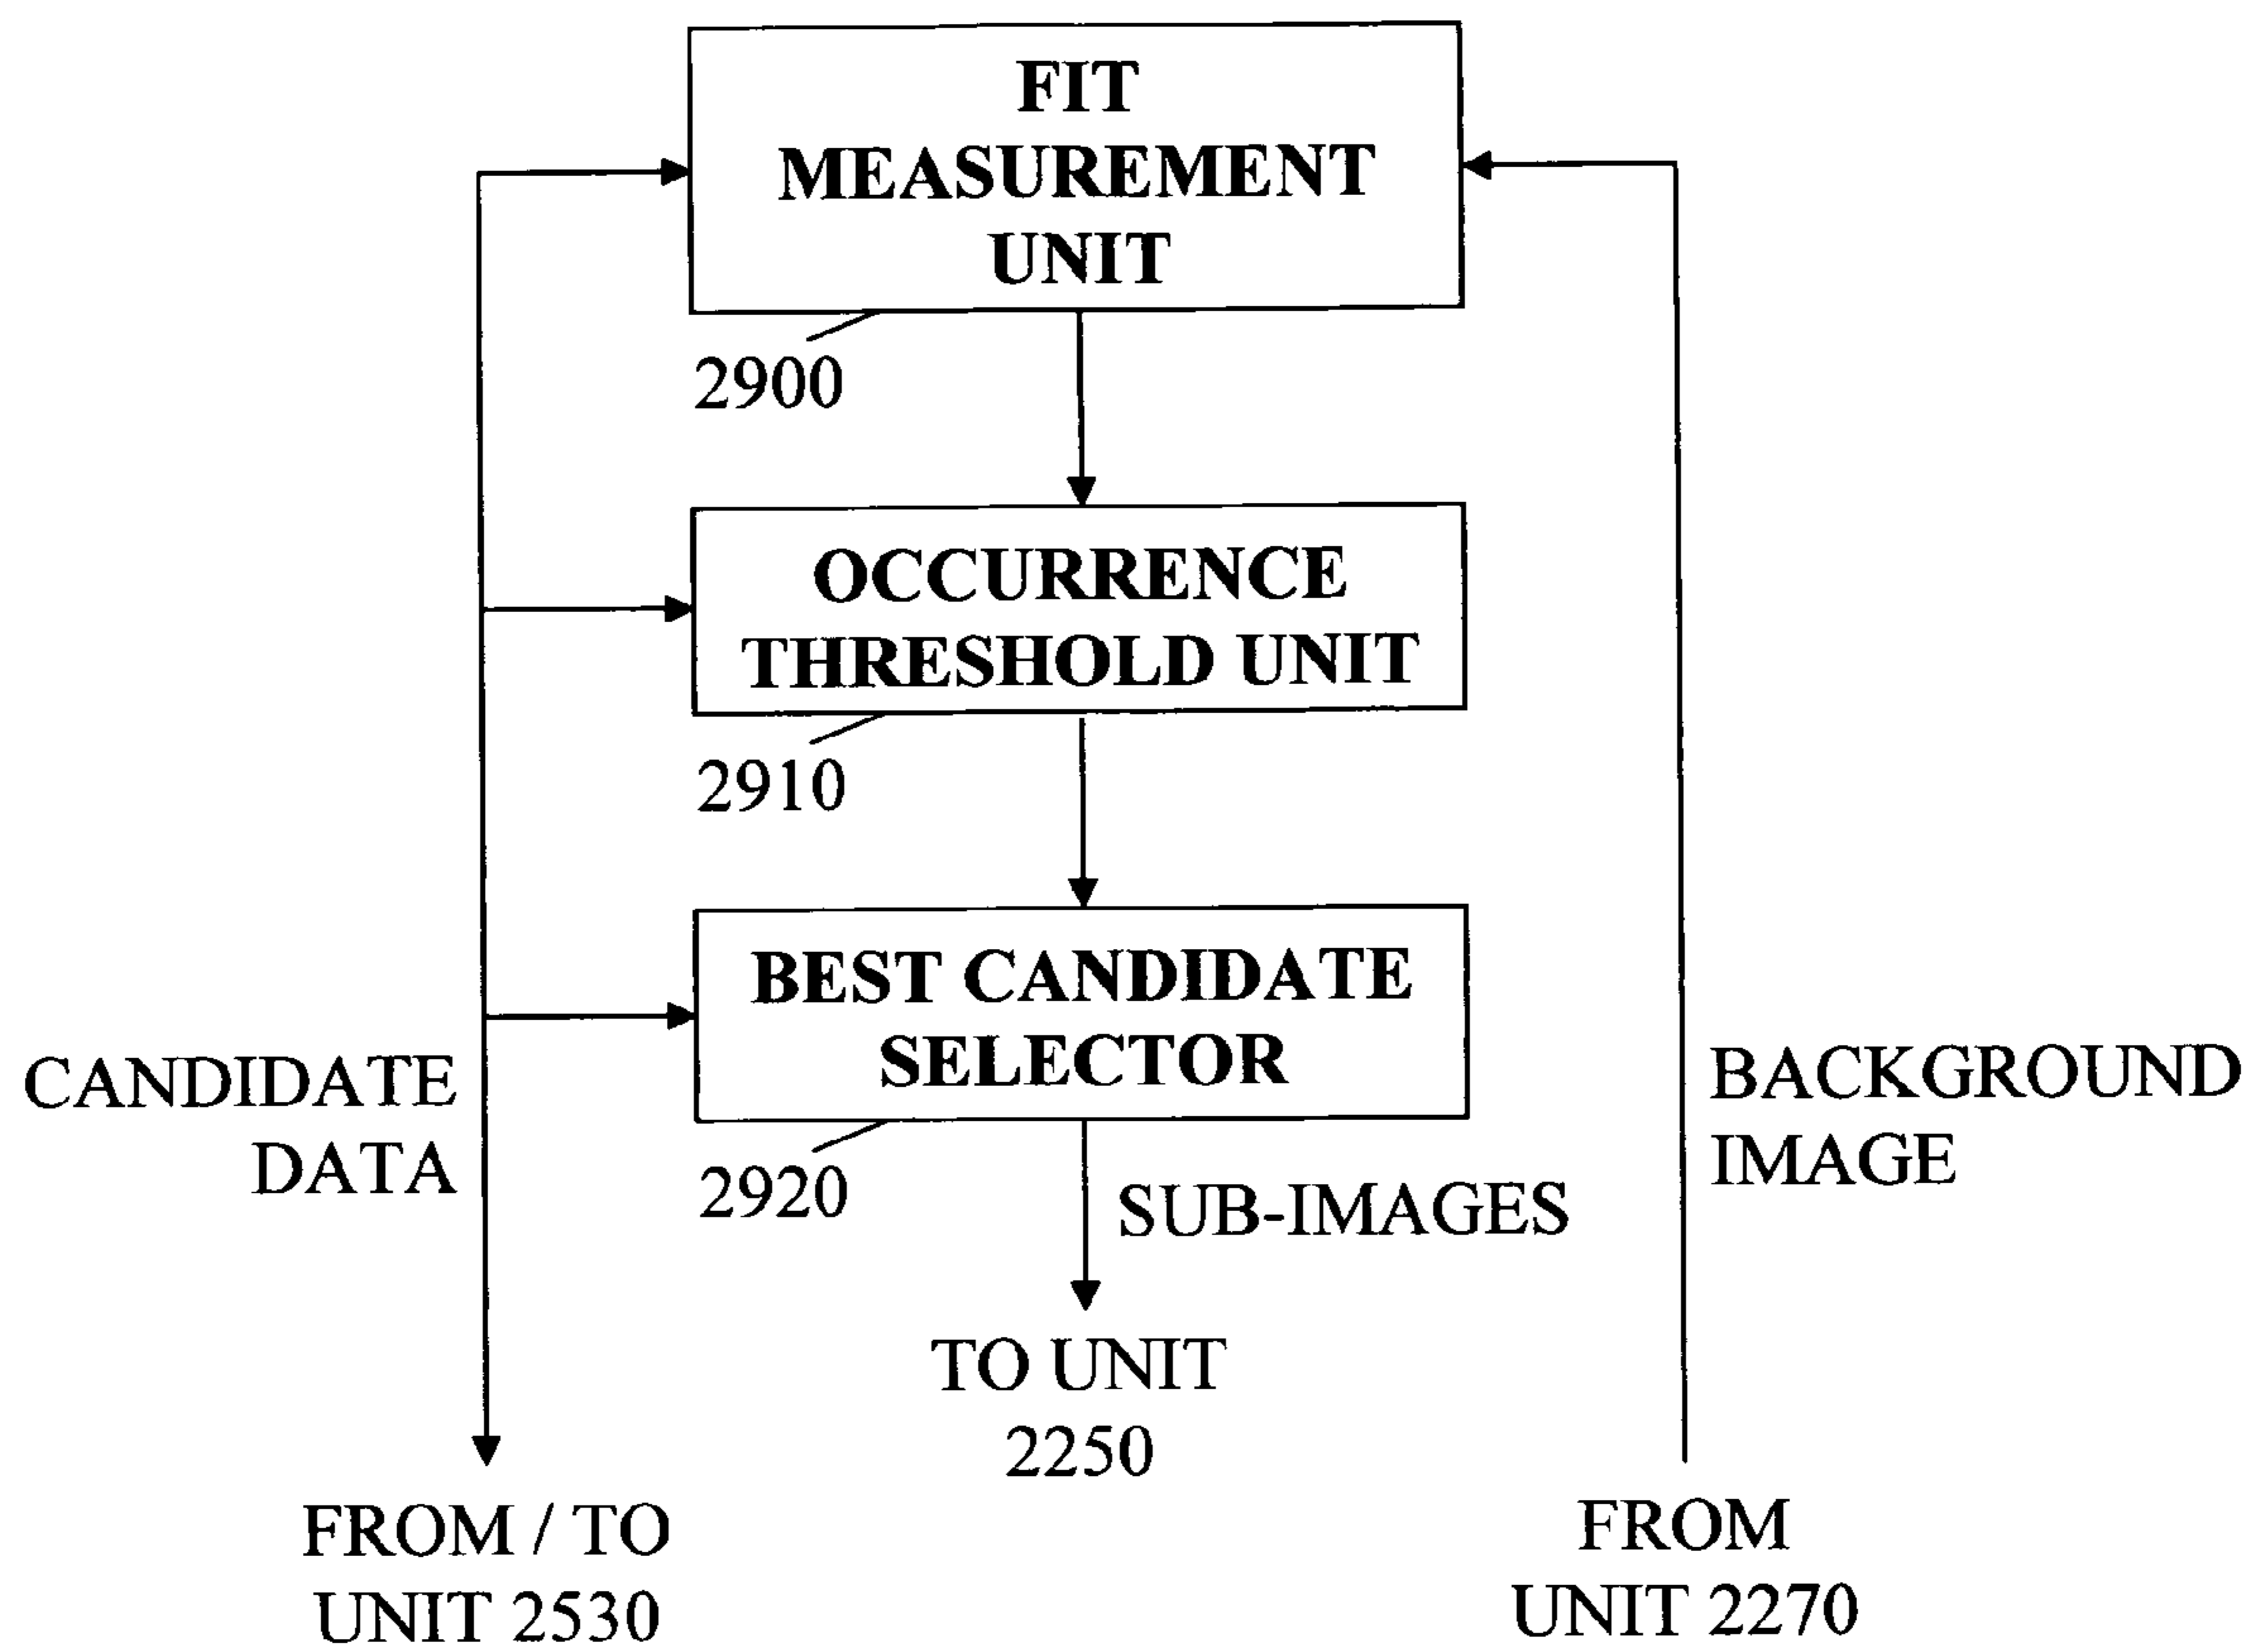 FIT
MEASUREMENT
UNIT
2900
OCCURRENCE
THRESHOLD UNIT
2910
BEST CANDIDATE
SELECTOR
2920
CANDIDATE
DATA
SUB-IMAGES
BACKGROUND
IMAGE
TO UNIT
2250
FROM / TO
UNIT 2530
FROM
UNIT 2270